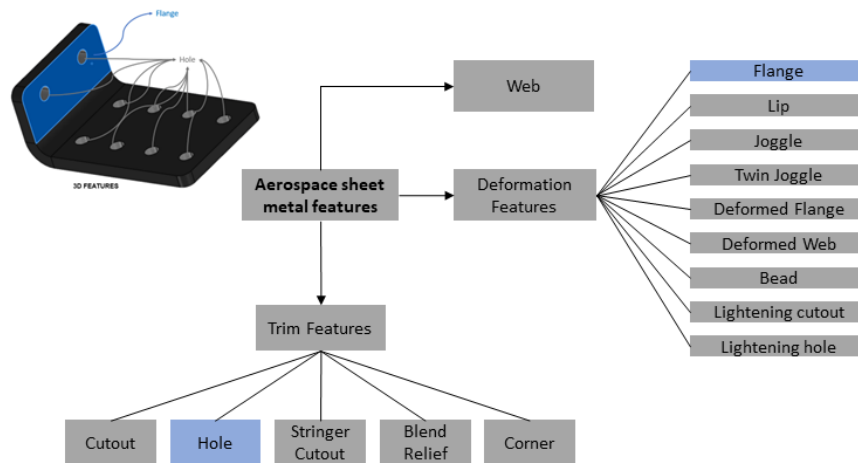 Flange
Hole
3D FEATURES
Web
Aerospace sheet
metal features
Deformation
Features
Flange
Lip
Joggle
Twin Joggle
Deformed Flange
Deformed Web
Bead
Lightening cutout
Lightening hole
Trim Features
Cutout
Hole
Stringer
Cutout
Blend
Relief
Corner